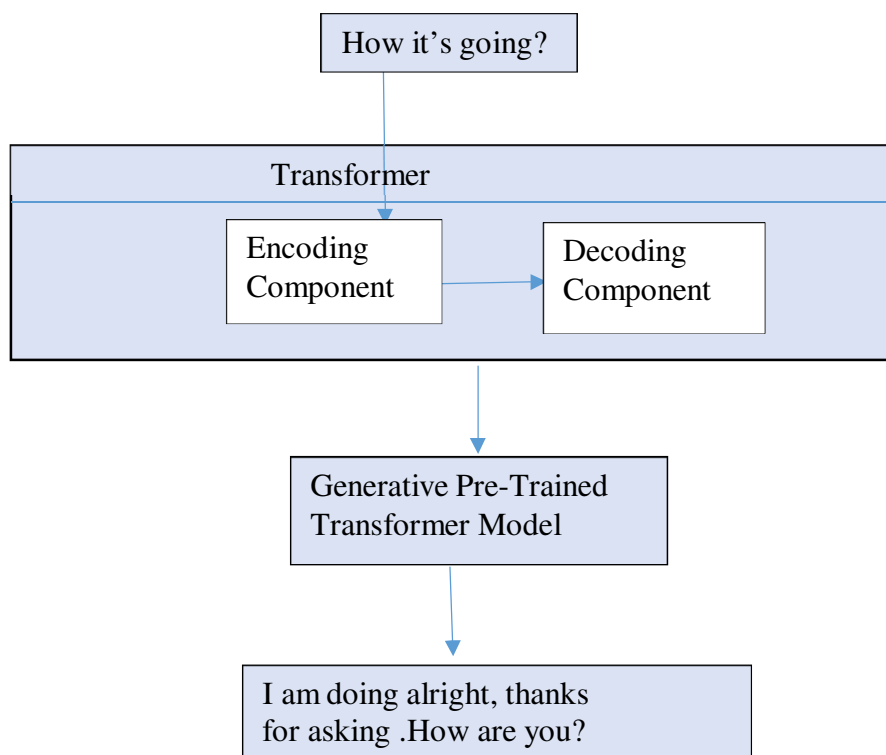 How it’s going?
Transformer
Encoding
Component
Decoding
Component
Generative Pre-Trained
Transformer Model
I am doing alright, thanks
for asking .How are you?